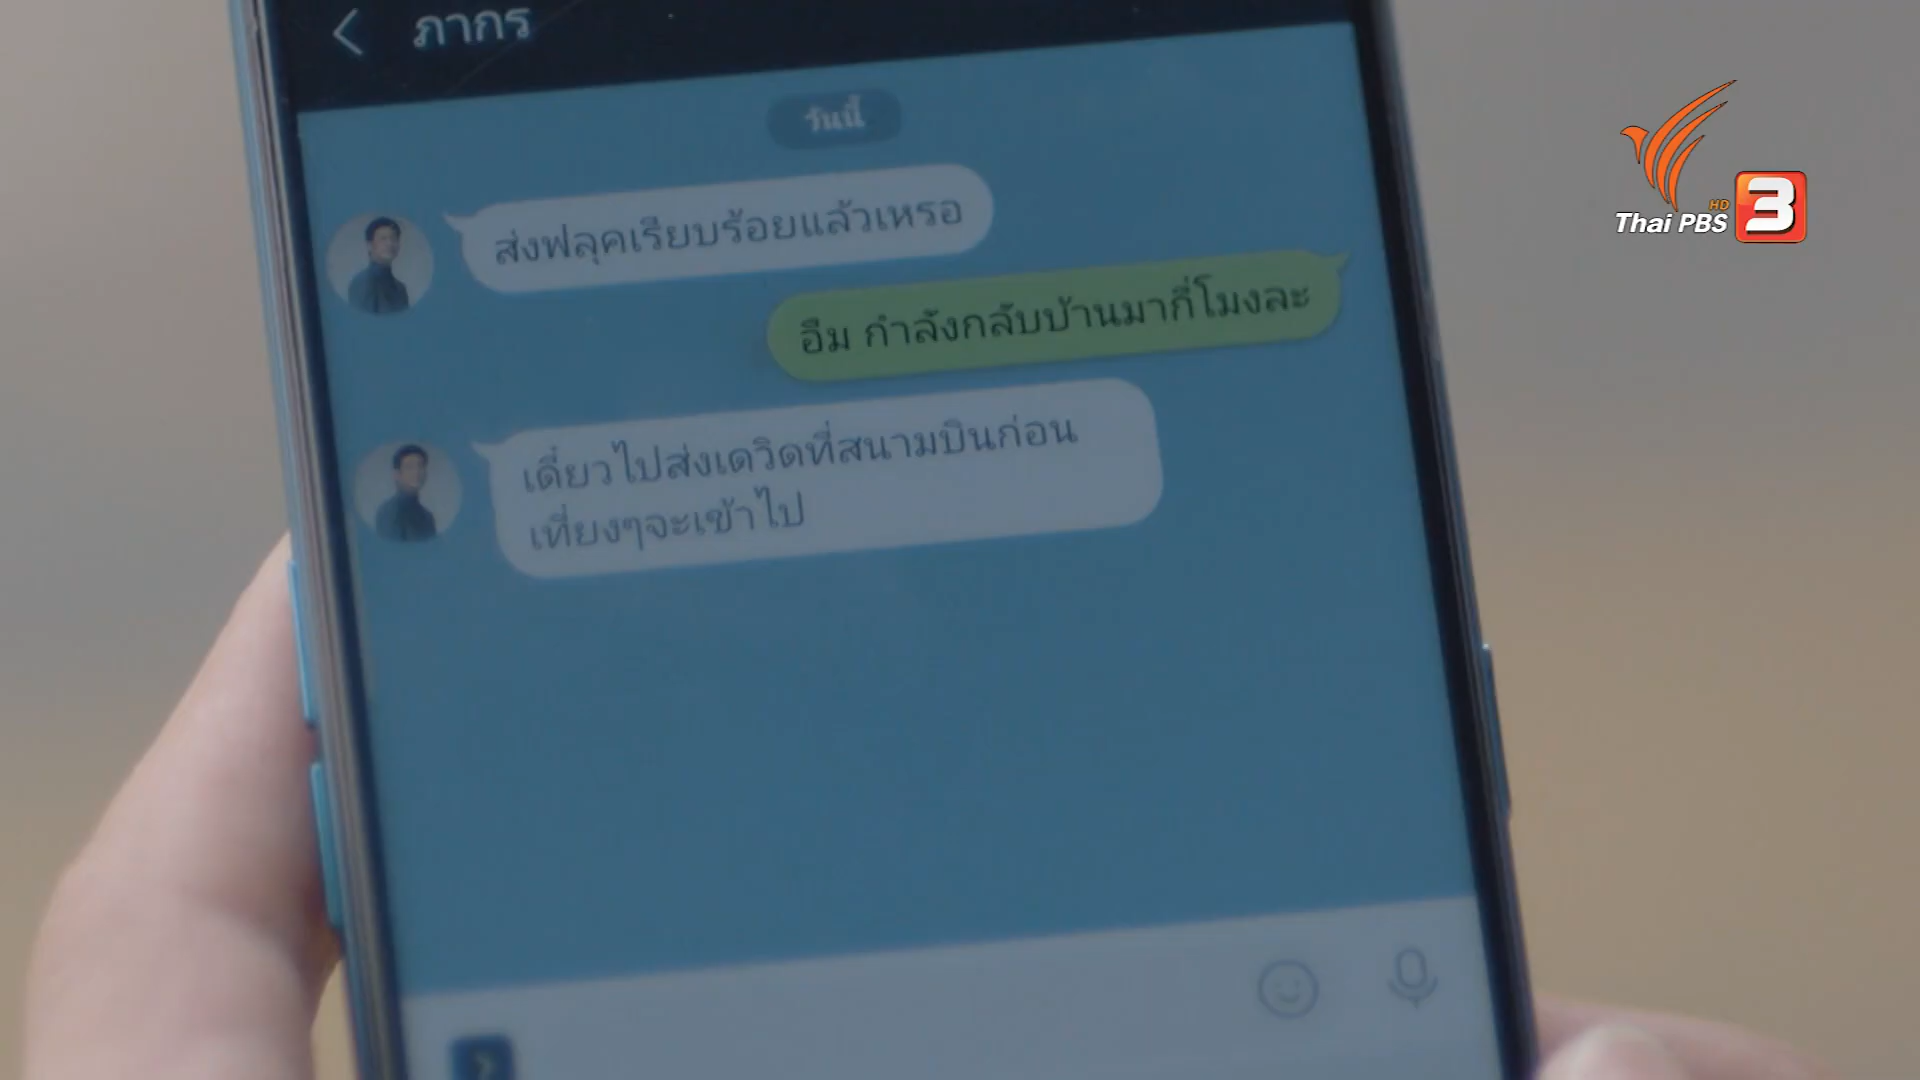 ภากร
วันนี้
ส่งฟลุคเรียบร้อยแล้วเหรอ
อืม กำลังกลับบ้านมากี่โมงละ
เดี๋ยวไปส่งเดวิดที่สนามบินก่อน
เที่ยงๆจะเข้าไป
HD
Thai PBS 3